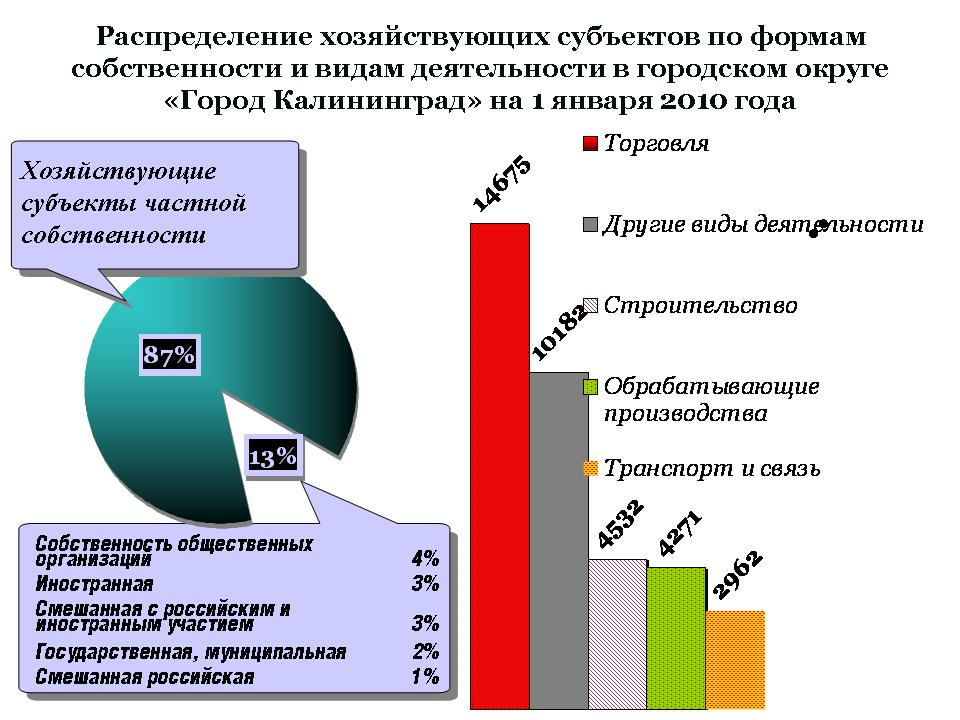 Распределение хозяйствующих субъектов по формам
собственности и видам деятельности в городском округе
«Город Калининград» на 1 января 2010 года
Хозяйствующие
субъекты частной
собственности
87%
13%
Собственность общественных
организаций 4%
Иностранная 3%
Смешанная с российским и
иностранным участием 3%
Государственная, муниципальная 2%
Смешанная российская 1%
14675
10182
4532
4271
2962
Торговля
Другие виды деятельности
Строительство
Обрабатывающие
производства
Транспорт и связь